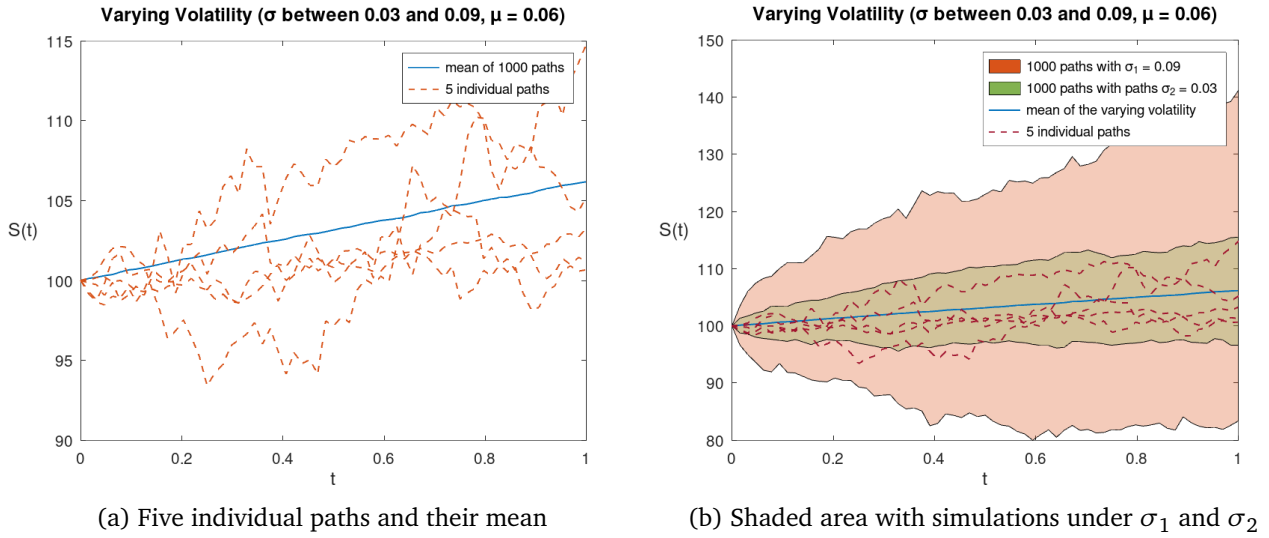 Varying Volatility (σ between 0.03 and 0.09, μ = 0.06)
115
110
105
100
95
90
S(t)
0
0.2
0.4
0.6
0.8
1
t
mean of 1000 paths
5 individual paths
(a) Five individual paths and their mean
Varying Volatility (σ between 0.03 and 0.09, μ = 0.06)
150
140
130
120
110
100
90
80
S(t)
0
0.2
0.4
0.6
0.8
1
t
1000 paths with σ₁ = 0.09
1000 paths with paths σ₂ = 0.03
mean of the varying volatility
5 individual paths
(b) Shaded area with simulations under σ₁ and σ₂